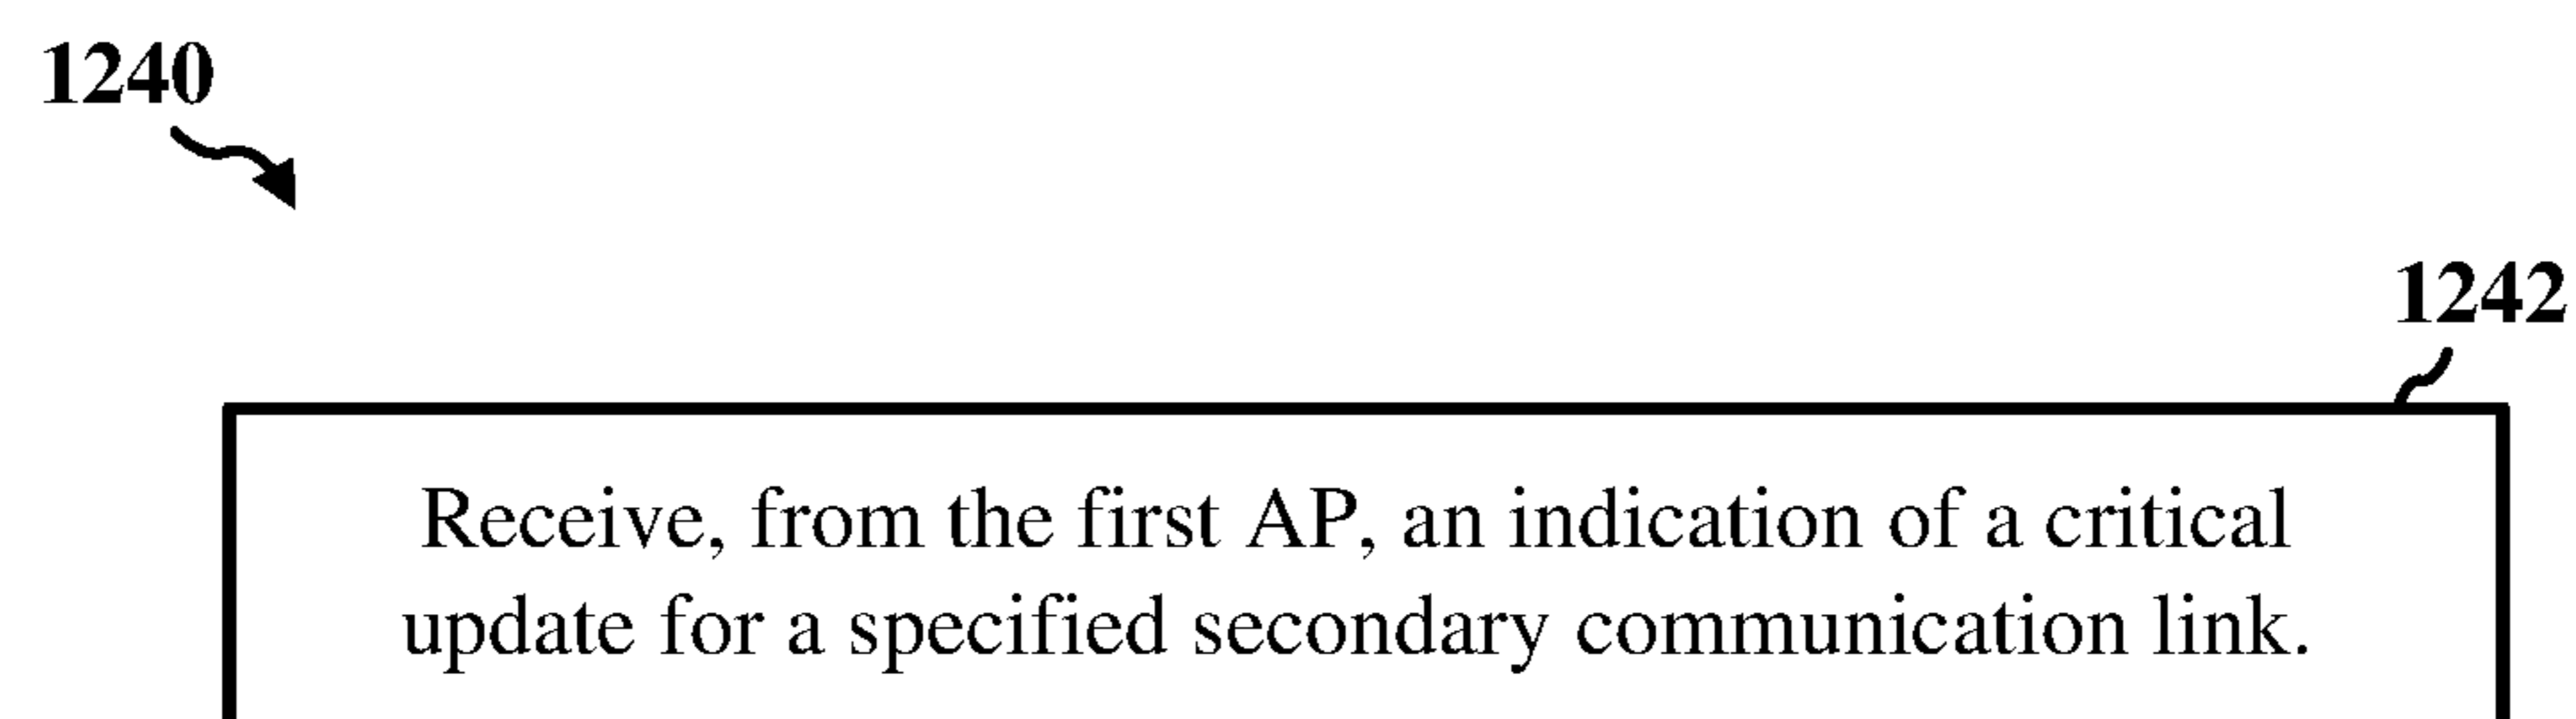 1240
1242
Receive, from the first AP, an indication of a critical
update for a specified secondary communication link.